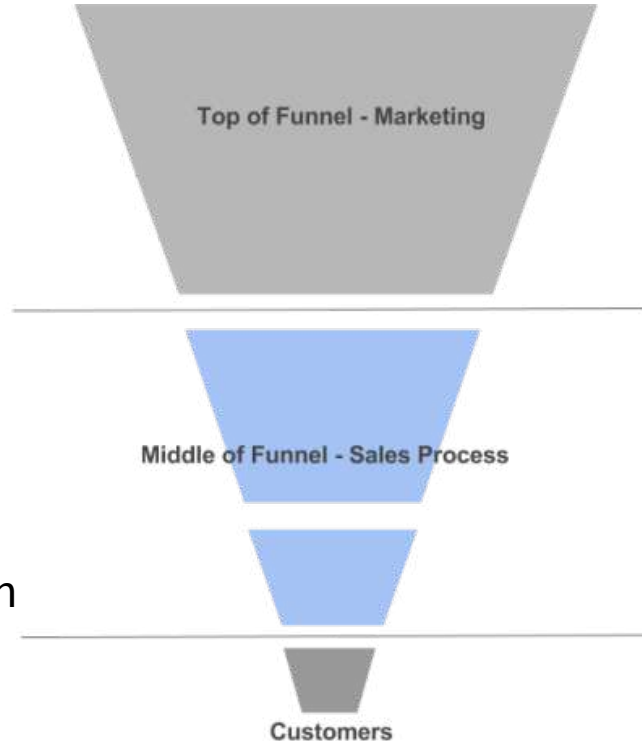 Top of Funnel - Marketing
Middle of Funnel - Sales Process
Customers